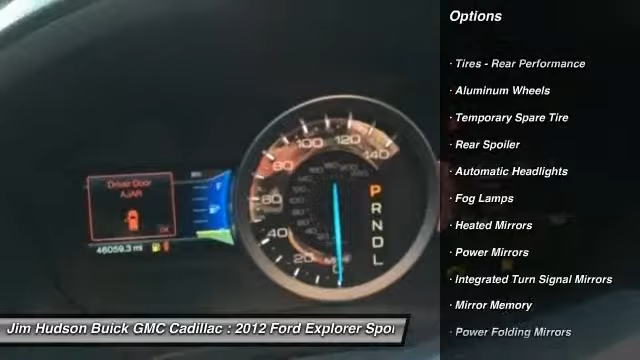 Options
· Tires - Rear Performance
· Aluminum Wheels
· Temporary Spare Tire
· Rear Spoiler
· Automatic Headlights
· Fog Lamps
· Heated Mirrors
· Power Mirrors
· Integrated Turn Signal Mirrors
· Mirror Memory
· Power Folding Mirrors
Driver Door
AJAR
OK
46059.3 mi
F
0
20
40
60
80
100
120
140
P
R
N
D
L
Jim Hudson Buick GMC Cadillac : 2012 Ford Explorer Spor